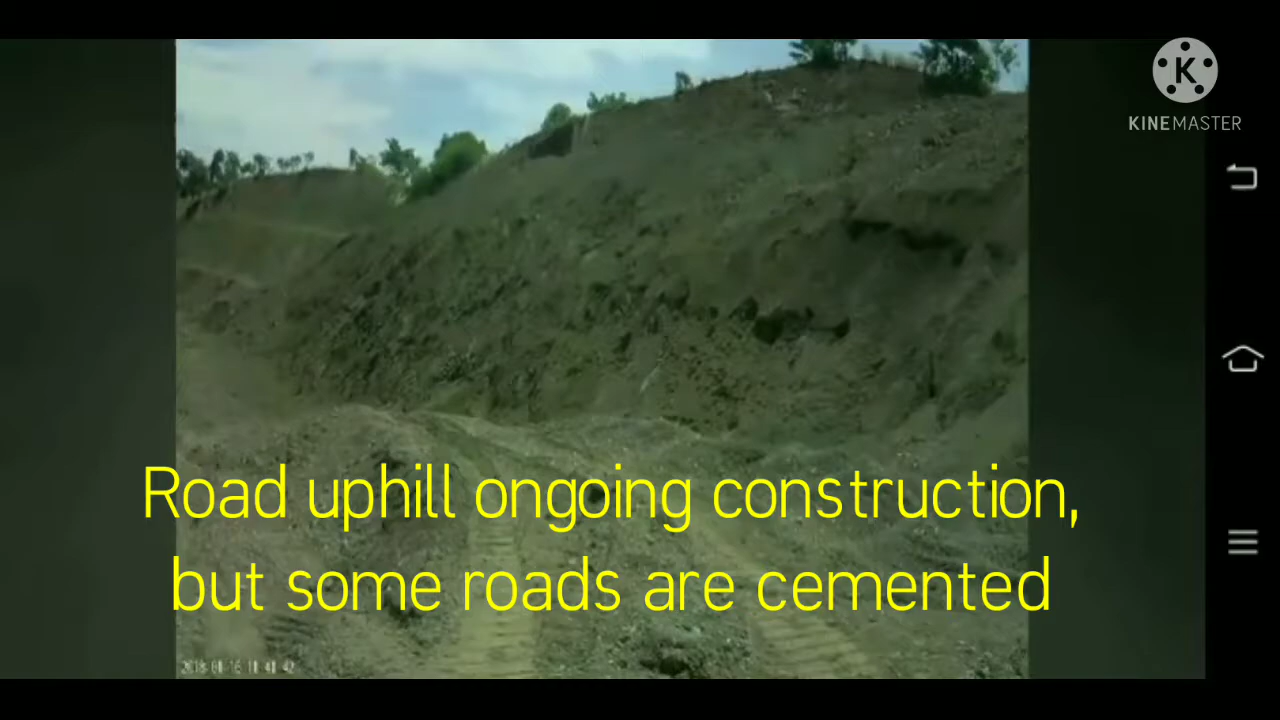 KINEMASTER
Road uphill ongoing construction,
but some roads are cemented